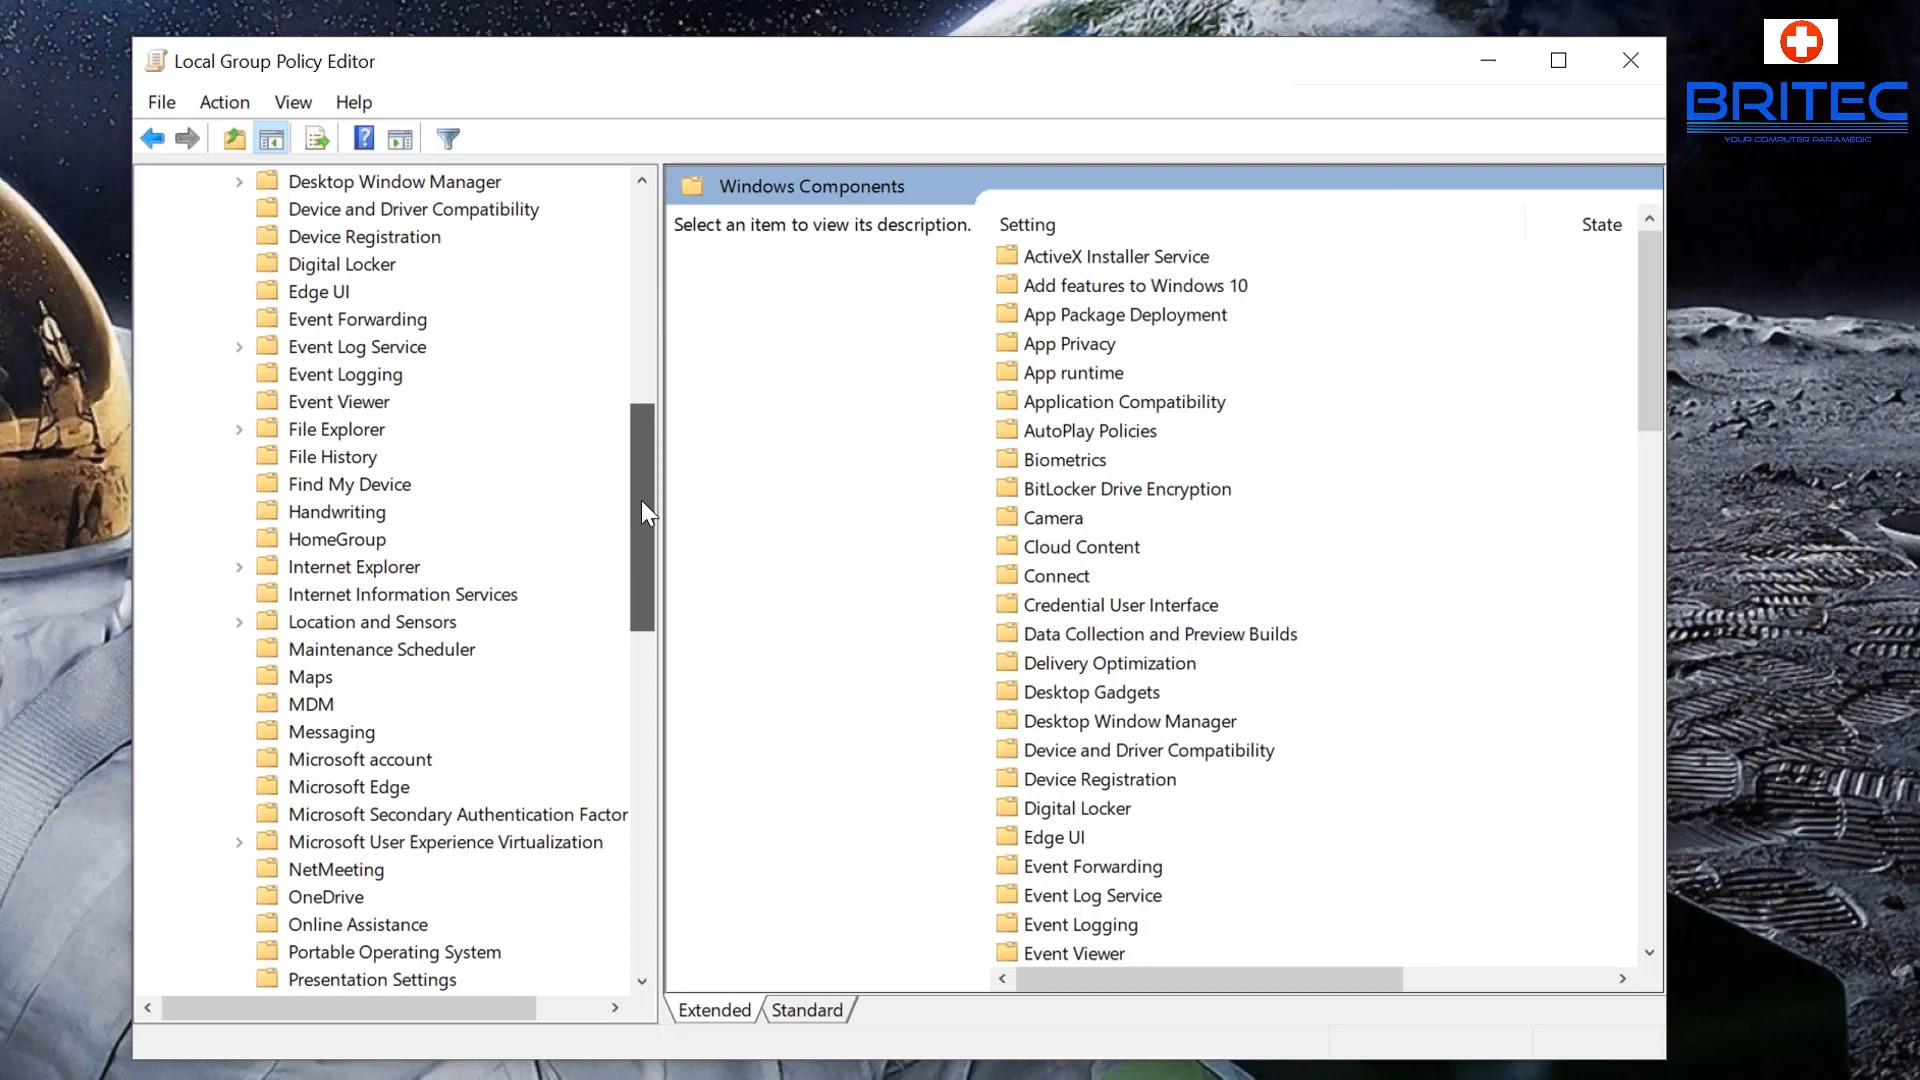 Local Group Policy Editor
BRITEC
YOUR COMPUTER PARAMEDIC
File Action View Help
Desktop Window Manager
Device and Driver Compatibility
Device Registration
Digital Locker
Edge UI
Event Forwarding
Event Log Service
Event Logging
Event Viewer
File Explorer
File History
Find My Device
Handwriting
HomeGroup
Internet Explorer
Internet Information Services
Location and Sensors
Maintenance Scheduler
Maps
MDM
Messaging
Microsoft account
Microsoft Edge
Microsoft Secondary Authentication Factor
Microsoft User Experience Virtualization
NetMeeting
OneDrive
Online Assistance
Portable Operating System
Presentation Settings
Windows Components
Select an item to view its description.
Setting State
ActiveX Installer Service
Add features to Windows 10
App Package Deployment
App Privacy
App runtime
Application Compatibility
AutoPlay Policies
Biometrics
BitLocker Drive Encryption
Camera
Cloud Content
Connect
Credential User Interface
Data Collection and Preview Builds
Delivery Optimization
Desktop Gadgets
Desktop Window Manager
Device and Driver Compatibility
Device Registration
Digital Locker
Edge UI
Event Forwarding
Event Log Service
Event Logging
Event Viewer
Extended Standard